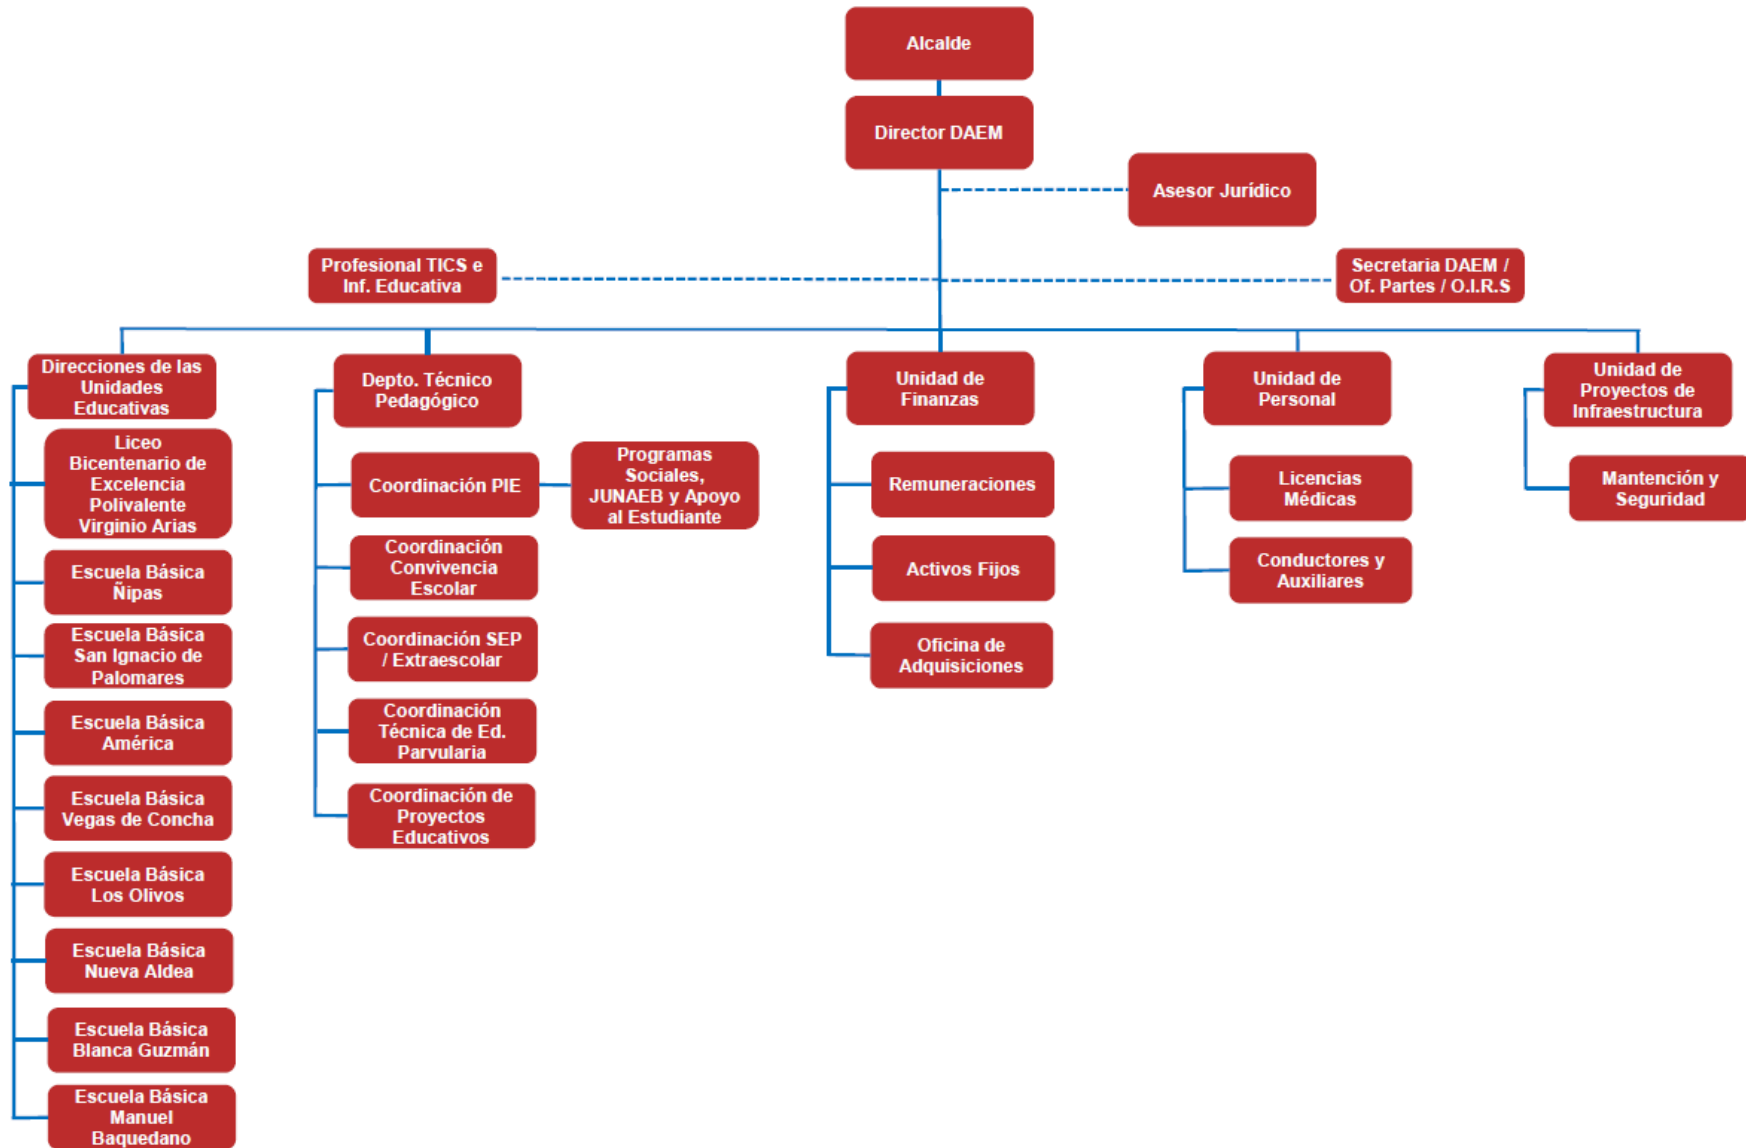 Alcalde
Director DAEM
Asesor Jurídico
Profesional TICS e
Inf. Educativa
Secretaria DAEM /
Of. Partes / O.I.R.S
Direcciones de las
Unidades
Educativas
Liceo
Bicentenario de
Excelencia
Polivalente
Virginio Arias
Escuela Básica
Ñipas
Escuela Básica
San Ignacio de
Palomares
Escuela Básica
América
Escuela Básica
Vegas de Concha
Escuela Básica
Los Olivos
Escuela Básica
Nueva Aldea
Escuela Básica
Blanca Guzmán
Escuela Básica
Manuel
Baquedano
Depto. Técnico
Pedagógico
Coordinación PIE
Programas
Sociales,
JUNAEB y Apoyo
al Estudiante
Coordinación
Convivencia
Escolar
Coordinación SEP
/ Extraescolar
Coordinación
Técnica de Ed.
Parvularia
Coordinación de
Proyectos
Educativos
Unidad de
Finanzas
Remuneraciones
Activos Fijos
Oficina de
Adquisiciones
Unidad de
Personal
Licencias
Médicas
Conductores y
Auxiliares
Unidad de
Proyectos de
Infraestructura
Mantención y
Seguridad